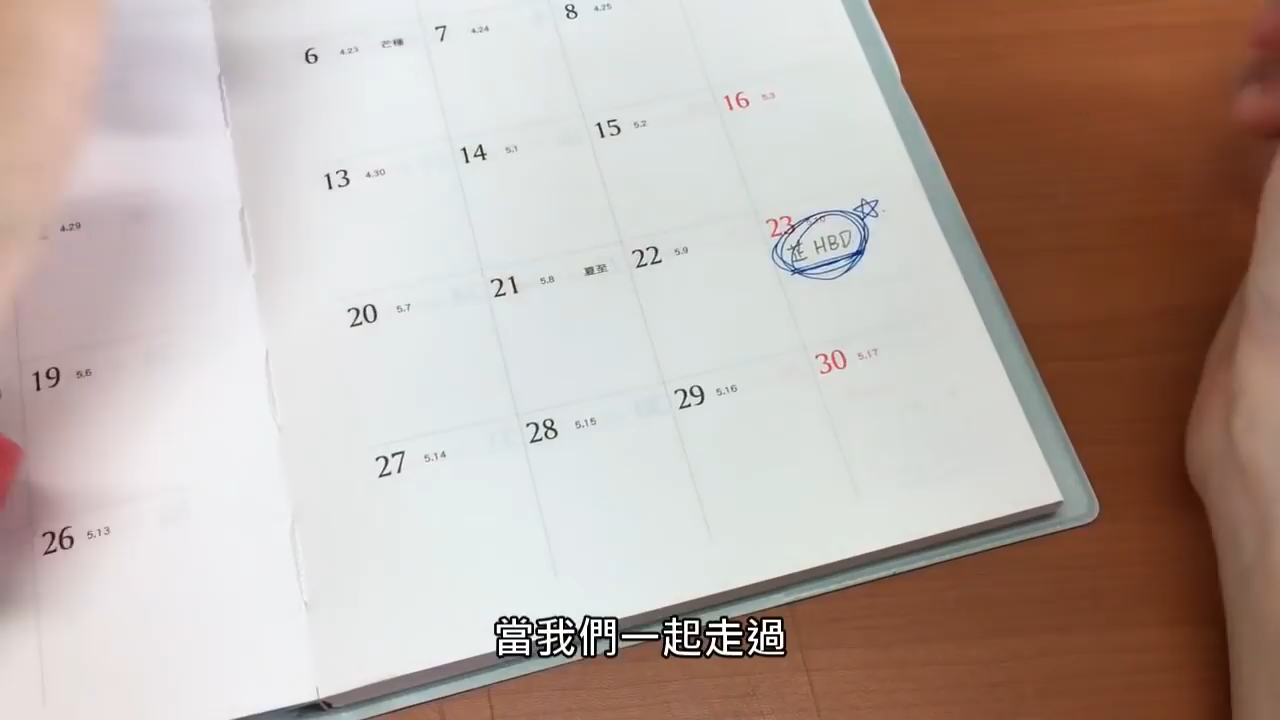 6 4.23 芒種 7 4.24 8 4.25
13 4.30 14 5.1 15 5.2 16 5.3
4.29
20 5.7 21 5.8 夏至 22 5.9 23
HBD
19 5.6
27 5.14 28 5.15 29 5.16 30 5.17
26 5.13
當我們一起走過